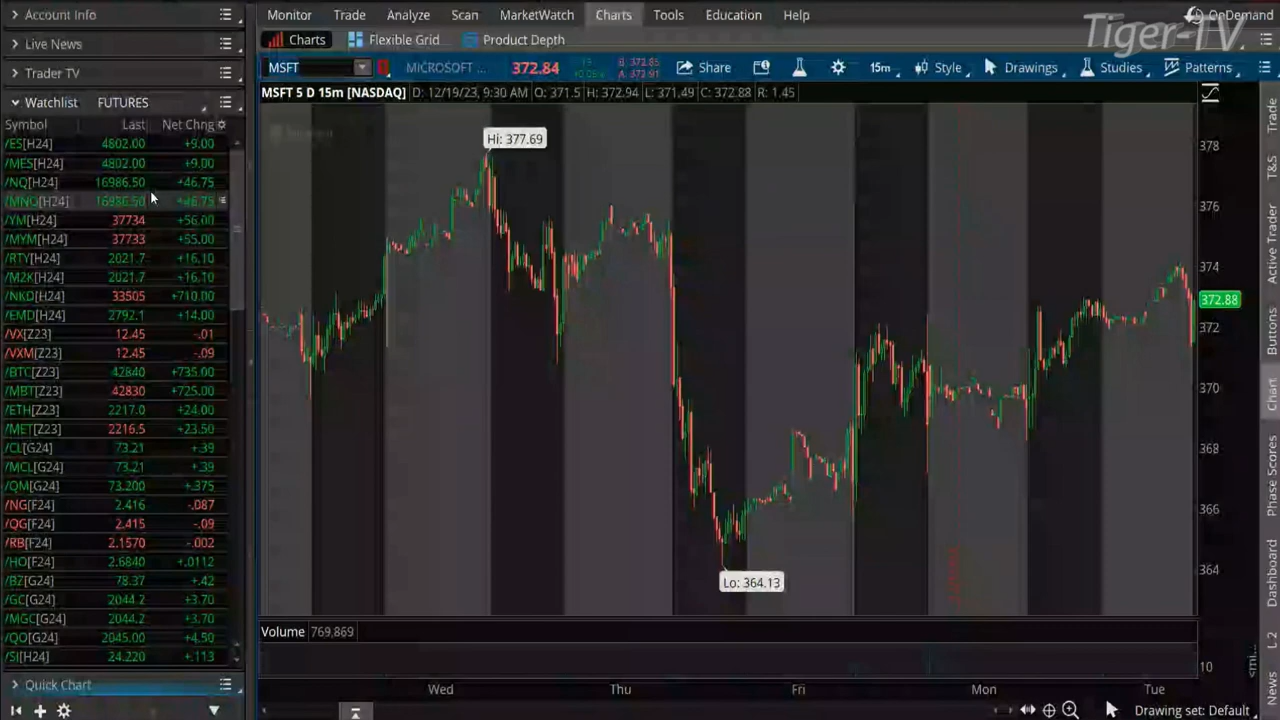 Account Info
Live News
Trader TV
Watchlist FUTURES
Symbol Last Net Chng
/ES[H24] 4802.00 +9.00
/MES[H24] 4802.00 +9.00
/NQ[H24] 16986.50 +46.75
/MNQ[H24] 16986.50 +46.75
/YM[H24] 37734 +56.00
/MYM[H24] 37733 +55.00
/RTY[H24] 2021.7 +16.10
/M2K[H24] 2021.7 +16.10
/NKD[H24] 33505 +710.00
/EMD[H24] 2792.1 +14.00
/VX[Z23] 12.45 -.01
/VXM[Z23] 12.45 -.09
/BTC[Z23] 42840 +735.00
/MBT[Z23] 42830 +725.00
/ETH[Z23] 2217.0 +24.00
/MET[Z23] 2216.5 +23.50
/CL[G24] 73.21 +.39
/MCL[G24] 73.21 +.39
/QM[G24] 73.200 +.375
/NG[F24] 2.416 -.087
/QG[F24] 2.415 -.09
/RB[F24] 2.1570 -.002
/HO[F24] 2.6840 +.0112
/BZ[G24] 78.37 +.42
/GC[G24] 2044.2 +3.70
/MGC[G24] 2044.2 +3.70
/QO[G24] 2045.00 +4.50
/SI[H24] 24.220 +.113
Quick Chart
Monitor Trade Analyze Scan MarketWatch Charts Tools Education Help
OnDemand
Tiger-TV
Charts Flexible Grid Product Depth
MSFT MICROSOFT ... 372.84 B: 372.85 A: 372.91 Share 15m Style Drawings Studies Patterns
MSFT 5 D 15m [NASDAQ] D: 12/19/23, 9:30 AM O: 371.5 H: 372.94 L: 371.49 C: 372.88 R: 1.45
Hi: 377.69
378
376
374
372.88
372
370
368
366
364
Lo: 364.13
Volume 769,869
10
Wed Thu Fri Mon Tue
Drawing set: Default
Trade
T&S
Active Trader
Buttons
Chart
Phase Scores
Dashboard
L 2
News